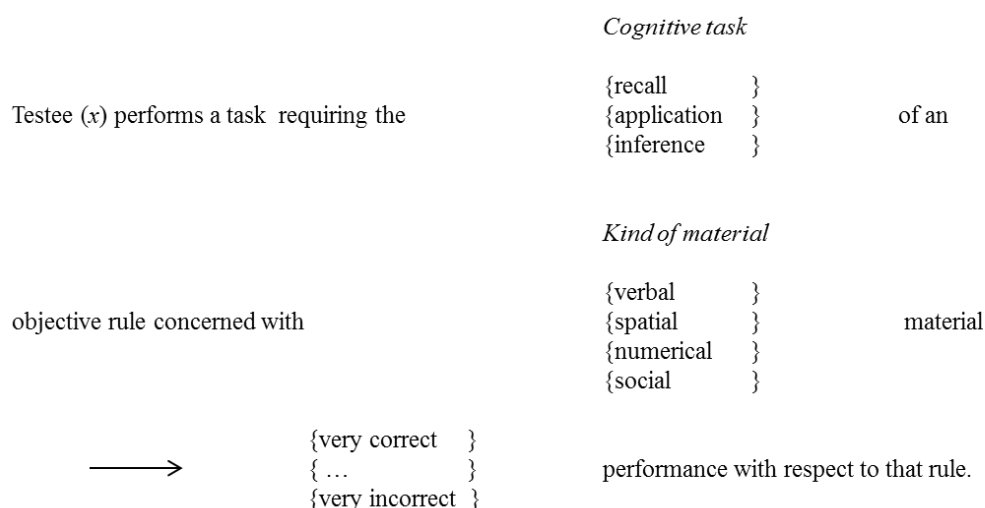 Cognitive task
{recall }
Testee (x) performs a task requiring the {application } of an
{inference }
Kind of material
{verbal }
objective rule concerned with {spatial } material
{numerical }
{social }
{very correct }
{ ... } performance with respect to that rule.
{very incorrect }